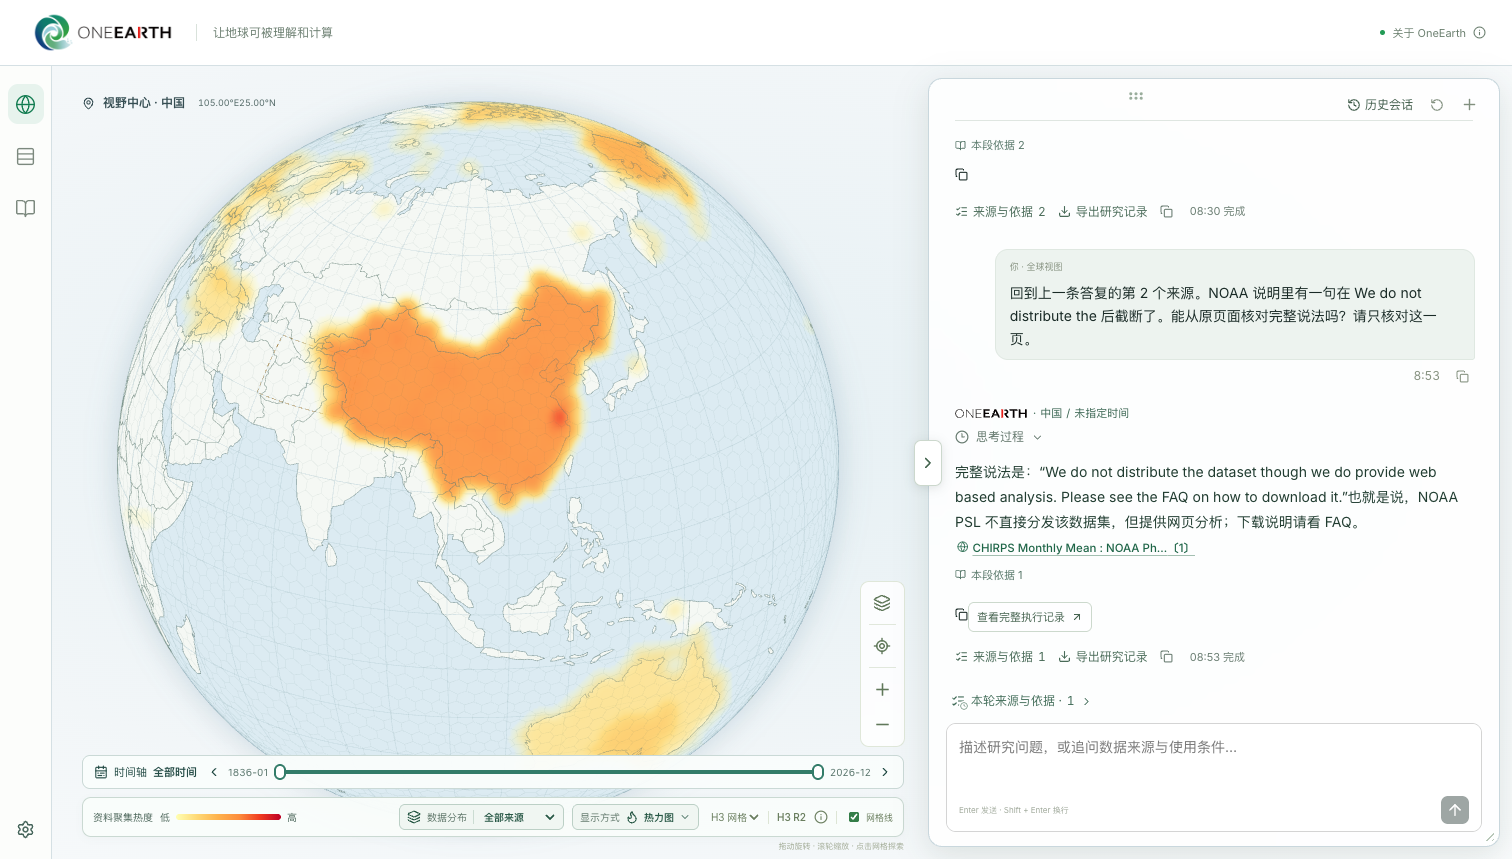 ONEEARTH
让地球可被理解和计算
关于 OneEarth
视野中心 · 中国 105.00°E25.00°N
历史会话
本段依据 2
来源与依据 2 导出研究记录 08:30 完成
你 · 全球视图
回到上一条答复的第 2 个来源。NOAA 说明里有一句在 We do not
distribute the 后截断了。能从原页面核对完整说法吗？请只核对这一
页。
8:53
ONEEARTH · 中国 / 未指定时间
思考过程
完整说法是：“We do not distribute the dataset though we do provide web
based analysis. Please see the FAQ on how to download it.”也就是说，NOAA
PSL 不直接分发该数据集，但提供网页分析；下载说明请看 FAQ。
CHIRPS Monthly Mean : NOAA Ph... [1]
本段依据 1
查看完整执行记录
来源与依据 1 导出研究记录 08:53 完成
本轮来源与依据 · 1
描述研究问题，或追问数据来源与使用条件...
Enter 发送 · Shift + Enter 换行
时间轴 全部时间 1836-01 2026-12
资料聚集热度 低 高 数据分布 全部来源 显示方式 热力图 H3 网格 H3 R2 网格线
拖动旋转 · 滚轮缩放 · 点击网格探索